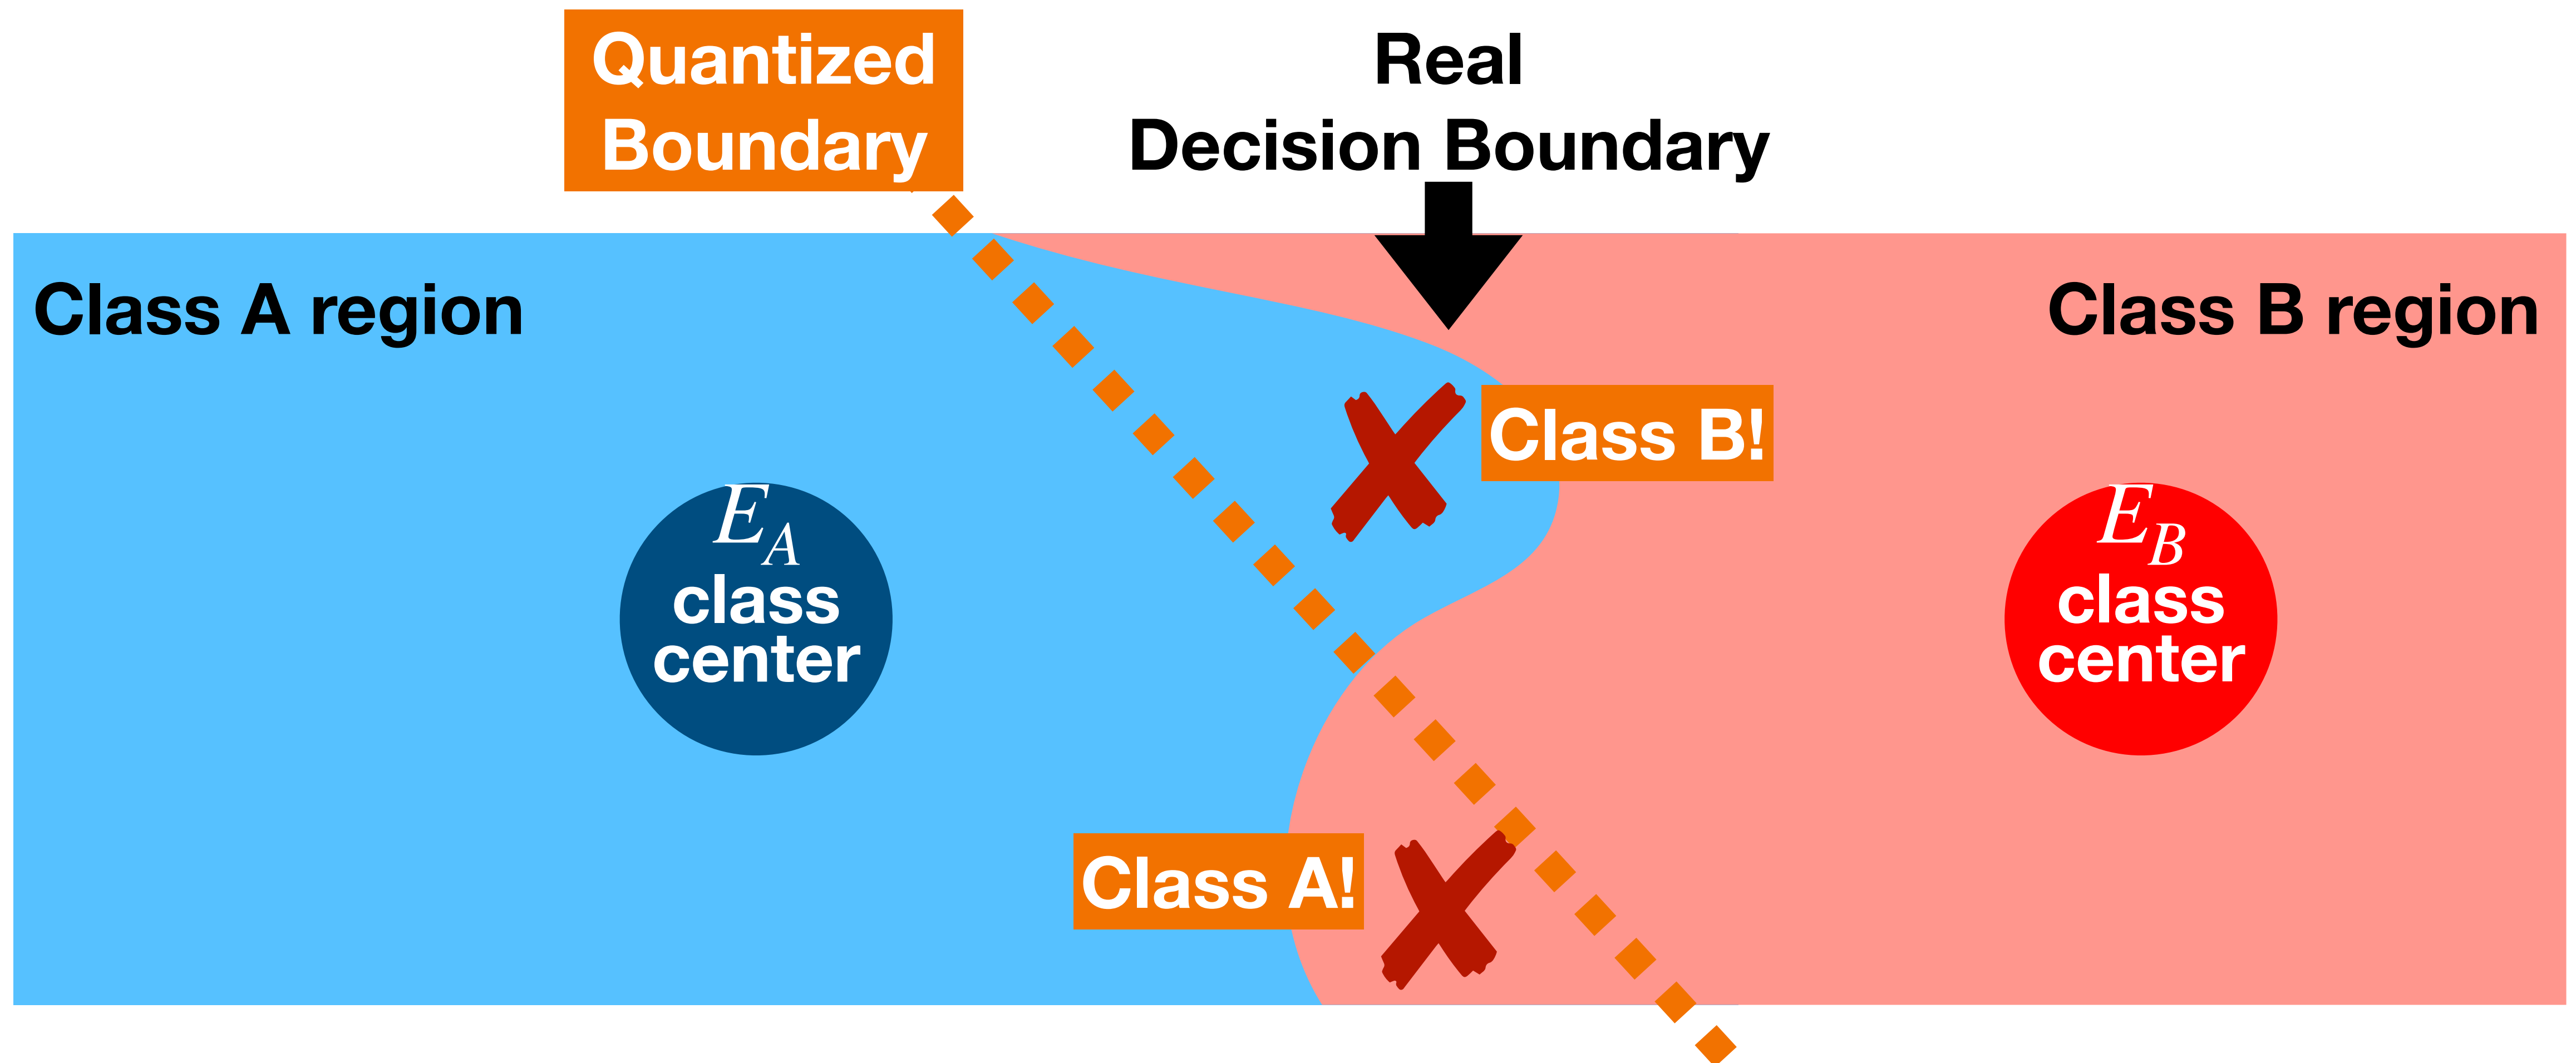 Quantized
Boundary
Real
Decision Boundary
Class A region
Class B region
Class B!
E_A
class
center
E_B
class
center
Class A!